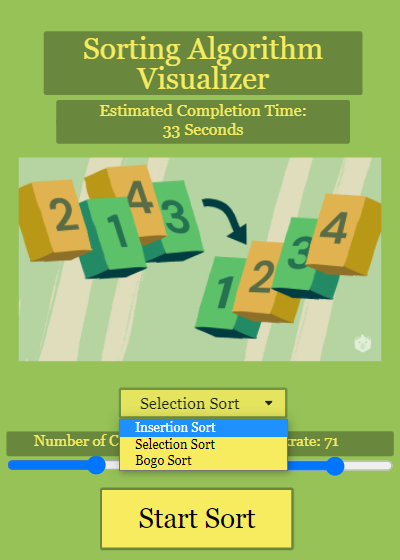 Sorting Algorithm
Visualizer
Estimated Completion Time:
33 Seconds
2 1 4 3
1 2 3 4
Selection Sort
Insertion Sort
Selection Sort
Bogo Sort
Number of C
rate: 71
Start Sort